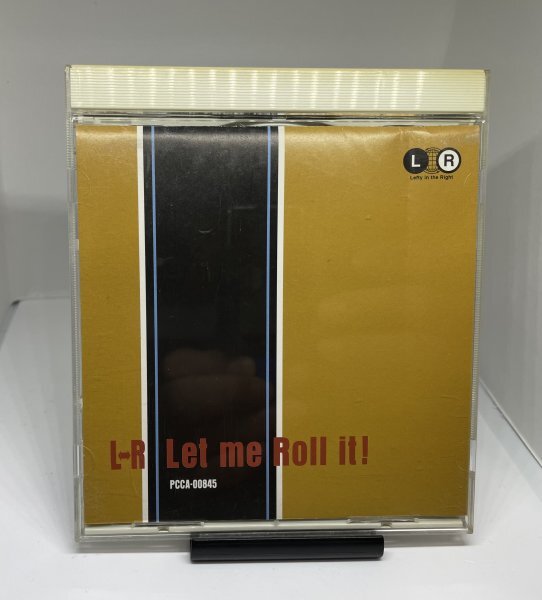 L R
Lefty in the Right
L↔R Let me Roll it!
PCCA-00845